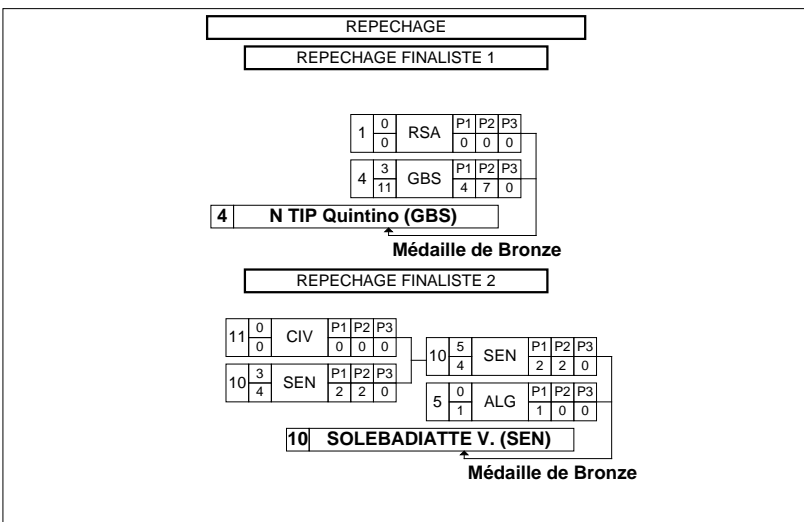 REPECHAGE
REPECHAGE FINALISTE 1
1 0 RSA P1 P2 P3
0 0 0 0
4 3 GBS P1 P2 P3
11 4 7 0
4 N TIP Quintino (GBS)
Médaille de Bronze
REPECHAGE FINALISTE 2
11 0 CIV P1 P2 P3
0 0 0 0
10 3 SEN P1 P2 P3
4 2 2 0
10 5 SEN P1 P2 P3
4 2 2 0
5 0 ALG P1 P2 P3
1 1 0 0
10 SOLEBADIATTE V. (SEN)
Médaille de Bronze